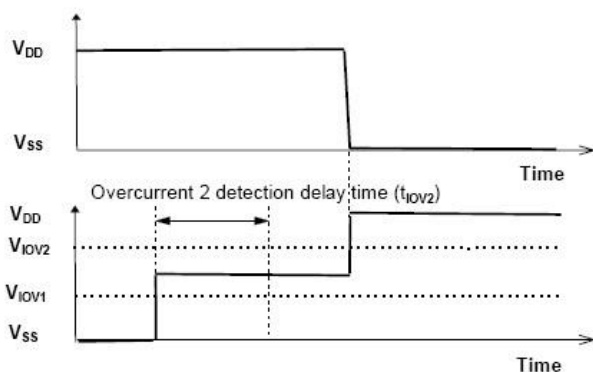 VDD
VSS
Time
Overcurrent 2 detection delay time (tIOV2)
VDD
VIOV2
VIOV1
VSS
Time